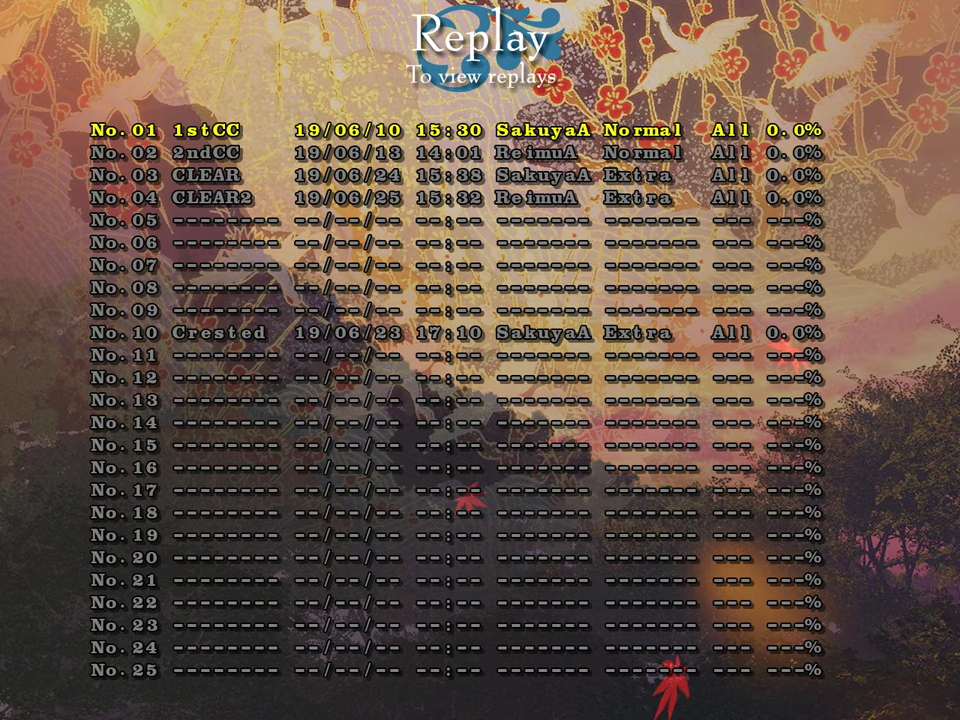 Replay
To view replays
No.01 1stCC 19/06/10 15:30 SakuyaA Normal All 0.0%
No.02 2ndCC 19/06/13 14:01 ReimuA Normal All 0.0%
No.03 CLEAR 19/06/24 15:38 SakuyaA Extra All 0.0%
No.04 CLEAR2 19/06/25 15:32 ReimuA Extra All 0.0%
No.05 -------- --/--/-- --:-- ------- ------- --- ---%
No.06 -------- --/--/-- --:-- ------- ------- --- ---%
No.07 -------- --/--/-- --:-- ------- ------- --- ---%
No.08 -------- --/--/-- --:-- ------- ------- --- ---%
No.09 -------- --/--/-- --:-- ------- ------- --- ---%
No.10 Crested 19/06/23 17:10 SakuyaA Extra All 0.0%
No.11 -------- --/--/-- --:-- ------- ------- --- ---%
No.12 -------- --/--/-- --:-- ------- ------- --- ---%
No.13 -------- --/--/-- --:-- ------- ------- --- ---%
No.14 -------- --/--/-- --:-- ------- ------- --- ---%
No.15 -------- --/--/-- --:-- ------- ------- --- ---%
No.16 -------- --/--/-- --:-- ------- ------- --- ---%
No.17 -------- --/--/-- --:-- ------- ------- --- ---%
No.18 -------- --/--/-- --:-- ------- ------- --- ---%
No.19 -------- --/--/-- --:-- ------- ------- --- ---%
No.20 -------- --/--/-- --:-- ------- ------- --- ---%
No.21 -------- --/--/-- --:-- ------- ------- --- ---%
No.22 -------- --/--/-- --:-- ------- ------- --- ---%
No.23 -------- --/--/-- --:-- ------- ------- --- ---%
No.24 -------- --/--/-- --:-- ------- ------- --- ---%
No.25 -------- --/--/-- --:-- ------- ------- --- ---%